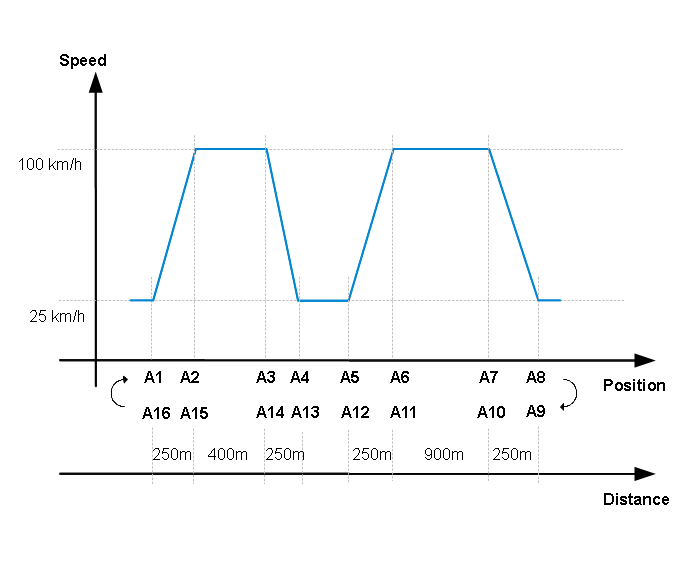 Speed
100 km/h
25 km/h
A1 A2 A3 A4 A5 A6 A7 A8
Position
A16 A15 A14 A13 A12 A11 A10 A9
250m 400m 250m 250m 900m 250m
Distance